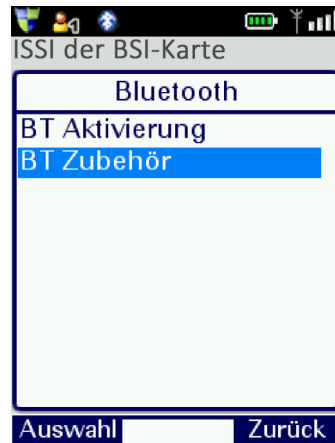 ISSI der BSI-Karte
Bluetooth
BT Aktivierung
BT Zubehör
Auswahl Zurück